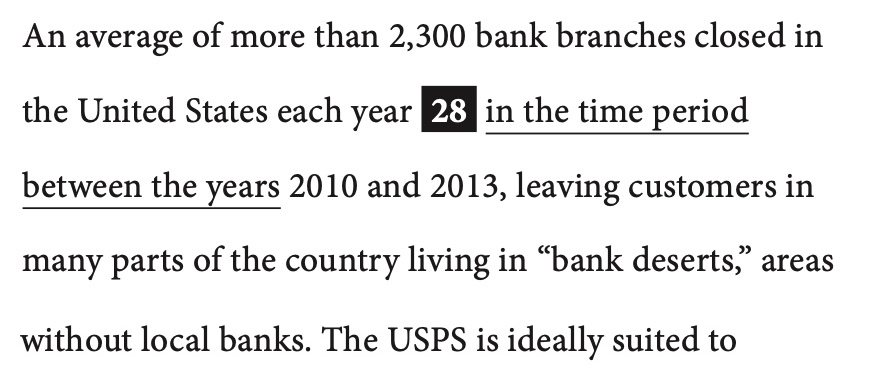 An average of more than 2,300 bank branches closed in
the United States each year 28 in the time period
between the years 2010 and 2013, leaving customers in
many parts of the country living in “bank deserts,” areas
without local banks. The USPS is ideally suited to